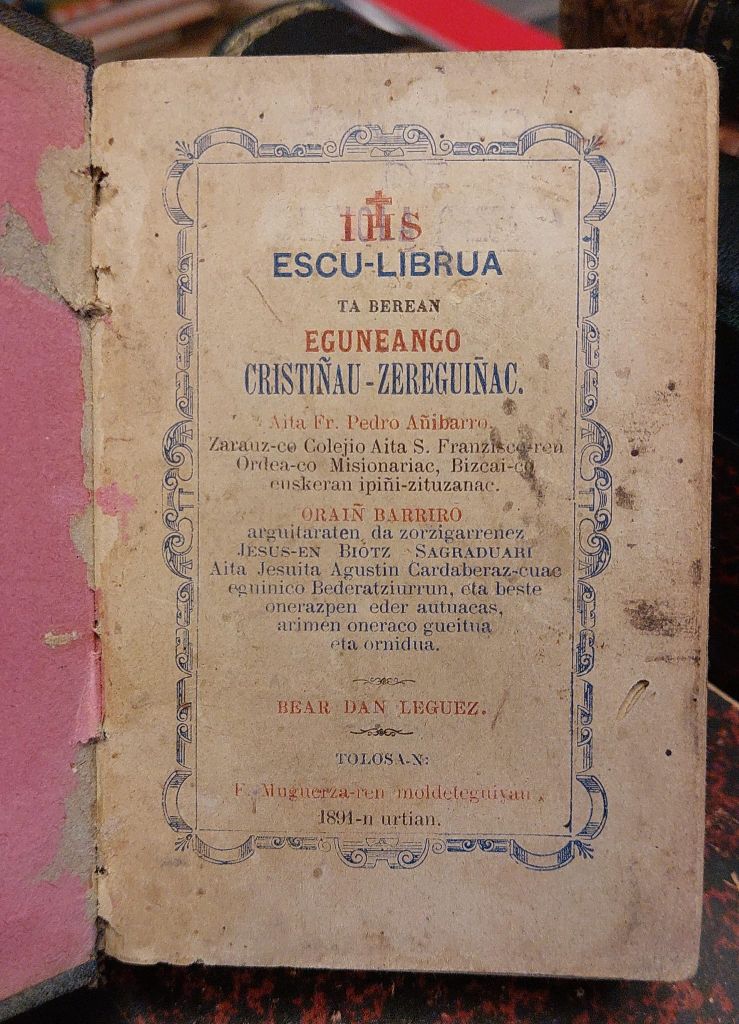 IHS
ESCU-LIBRUA
TA BEREAN
EGUNEANGO
CRISTIÑAU-ZEREGUIÑAC.
Aita Fr. Pedro Añibarro,
Zarauz-co Colejio Aita S. Franzisco-ren
Ordea-co Misionariac, Bizcai-co
euskeran ipiñi-zituzanac.
ORAIÑ BARRIRO
arguitaraten da zorzigarrenez
JESUS-EN BIOTZ SAGRADUARI
Aita Jesuita Agustin Cardaberaz-cuac
eguinico Bederatziurrun, eta beste
onerazpen eder autuacas,
arimen oneraco gueitua
eta ornidua.
BEAR DAN LEGUEZ.
TOLOSA-N:
F. Muguerza-ren moldeteguiyan
1891-n urtian.